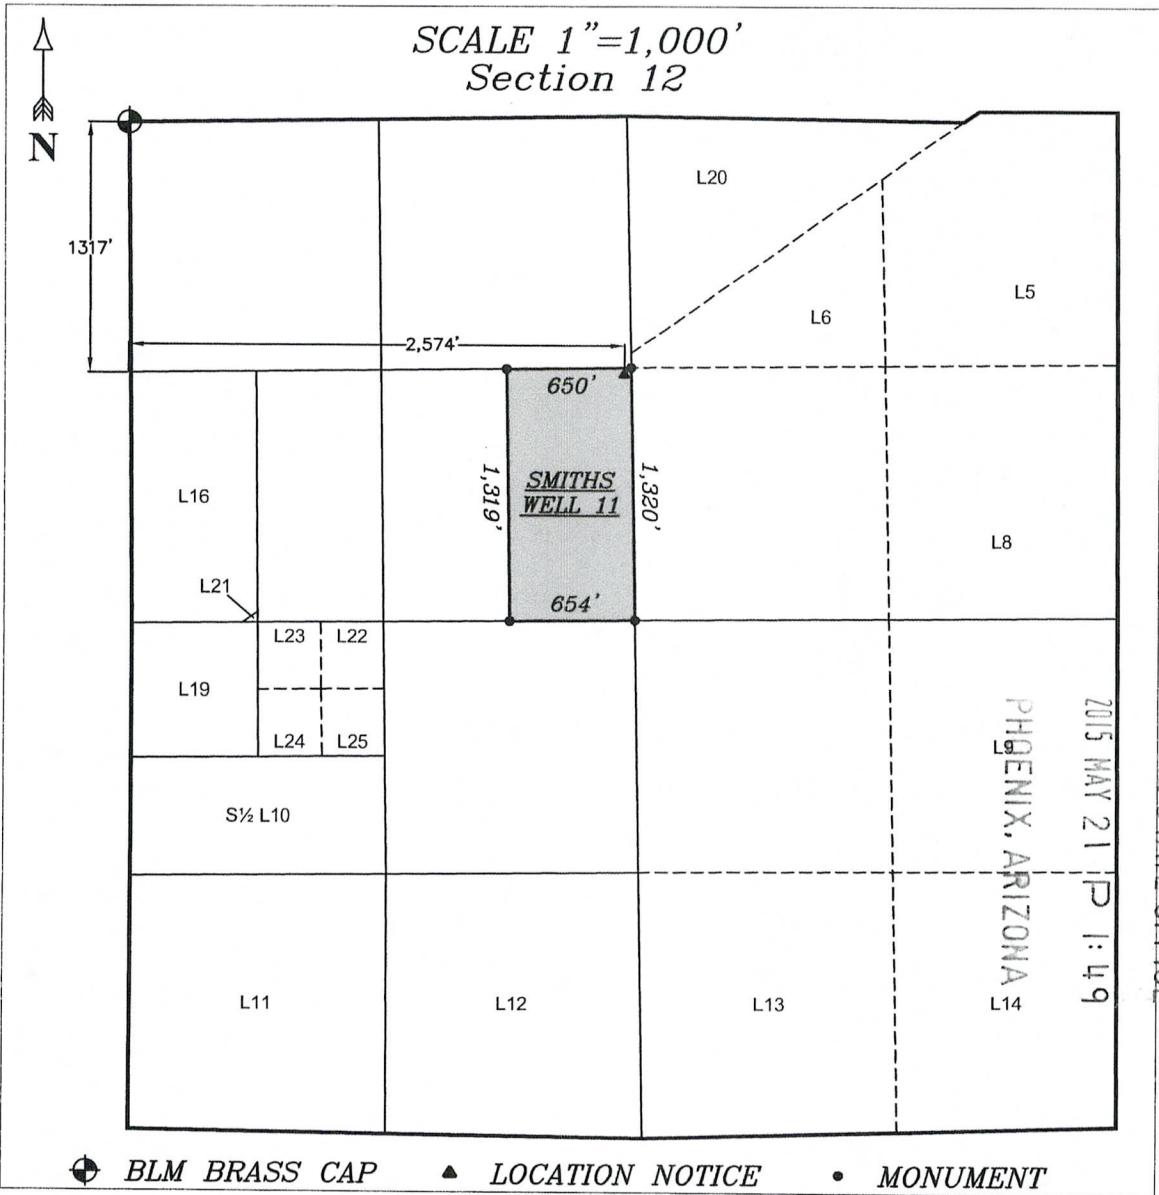 SCALE 1"=1,000'
Section 12
N
1317'
L20
L5
L6
2,574'
650'
L16
1,319'
SMITHS
WELL 11
1,320'
L8
L21
654'
L23
L22
L19
L24
L25
L9
2015 MAY 21 P 1:49
PHOENIX, ARIZONA
S½ L10
L11
L12
L13
L14
BLM BRASS CAP
LOCATION NOTICE
MONUMENT